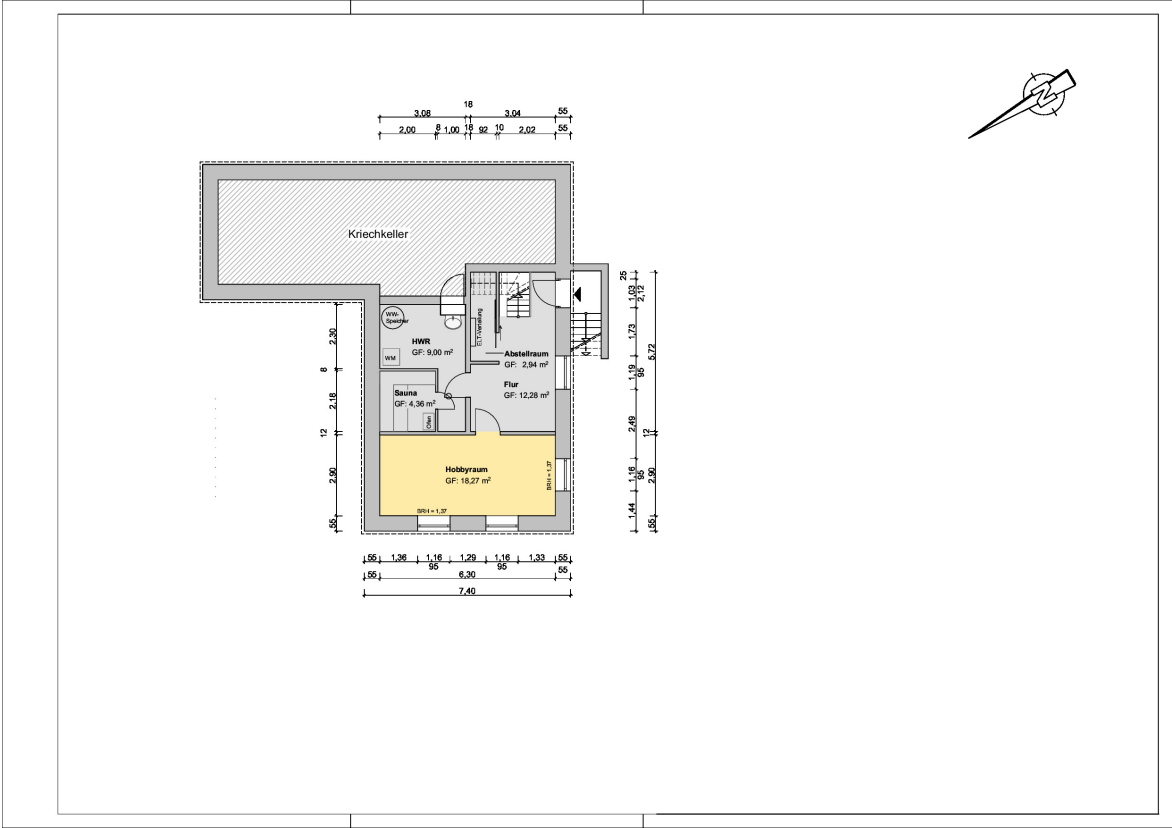 18
3,08 3,04 55
2,00 8 1,00 18 92 10 2,02 55
N
Kriechkeller
WW-
Speicher
HWR
GF: 9,00 m²
WM
ELT-Verteilung
Abstellraum
GF: 2,94 m²
Flur
GF: 12,28 m²
Sauna
GF: 4,36 m²
Ofen
Hobbyraum
GF: 18,27 m²
BRH = 1,37
BRH = 1,37
2,30
8
2,18
12
2,90
55
25
1,03
2,12
1,73
1,19
95
2,49
1,16
95
1,44
12
2,90
55
55 1,36 1,16 1,29 1,16 1,33 55
95 95
55 6,30 55
7,40